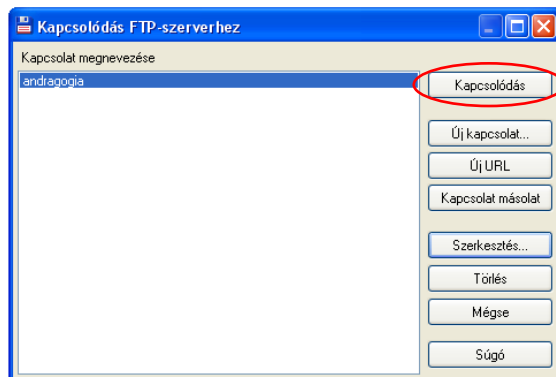 Kapcsolódás FTP-szerverhez
Kapcsolat megnevezése
andragogia
Kapcsolódás
Új kapcsolat...
Új URL
Kapcsolat másolat
Szerkesztés...
Törlés
Mégse
Súgó